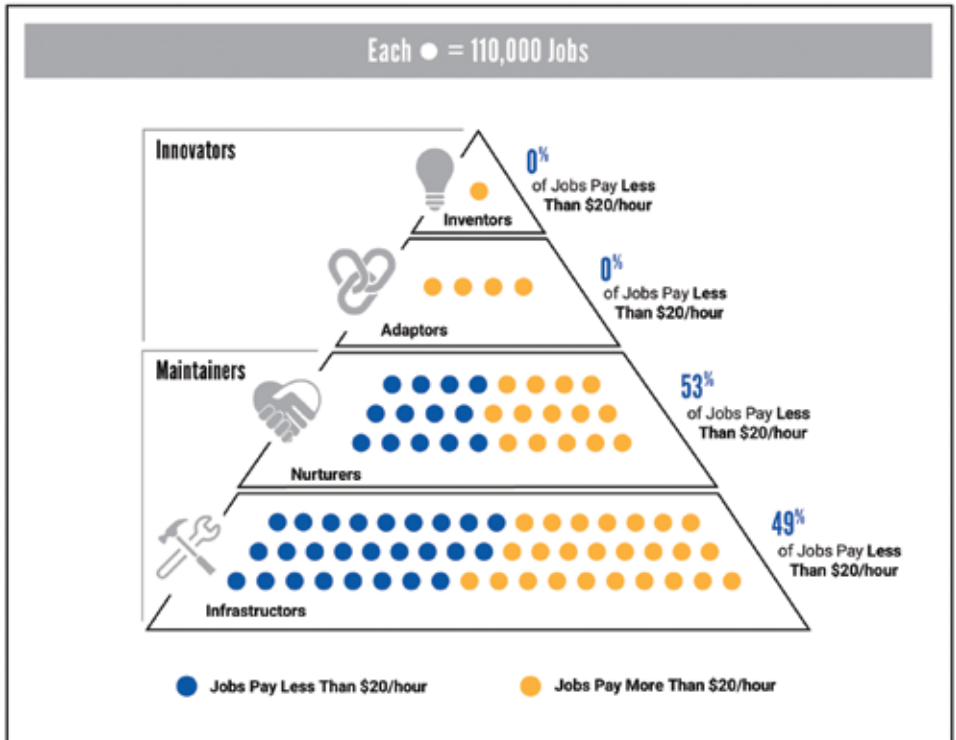 Each ● = 110,000 Jobs
Innovators
0%
of Jobs Pay Less
Than $20/hour
Inventors
0%
of Jobs Pay Less
Than $20/hour
Adaptors
Maintainers
53%
of Jobs Pay Less
Than $20/hour
Nurturers
49%
of Jobs Pay Less
Than $20/hour
Infrastructors
Jobs Pay Less Than $20/hour
Jobs Pay More Than $20/hour